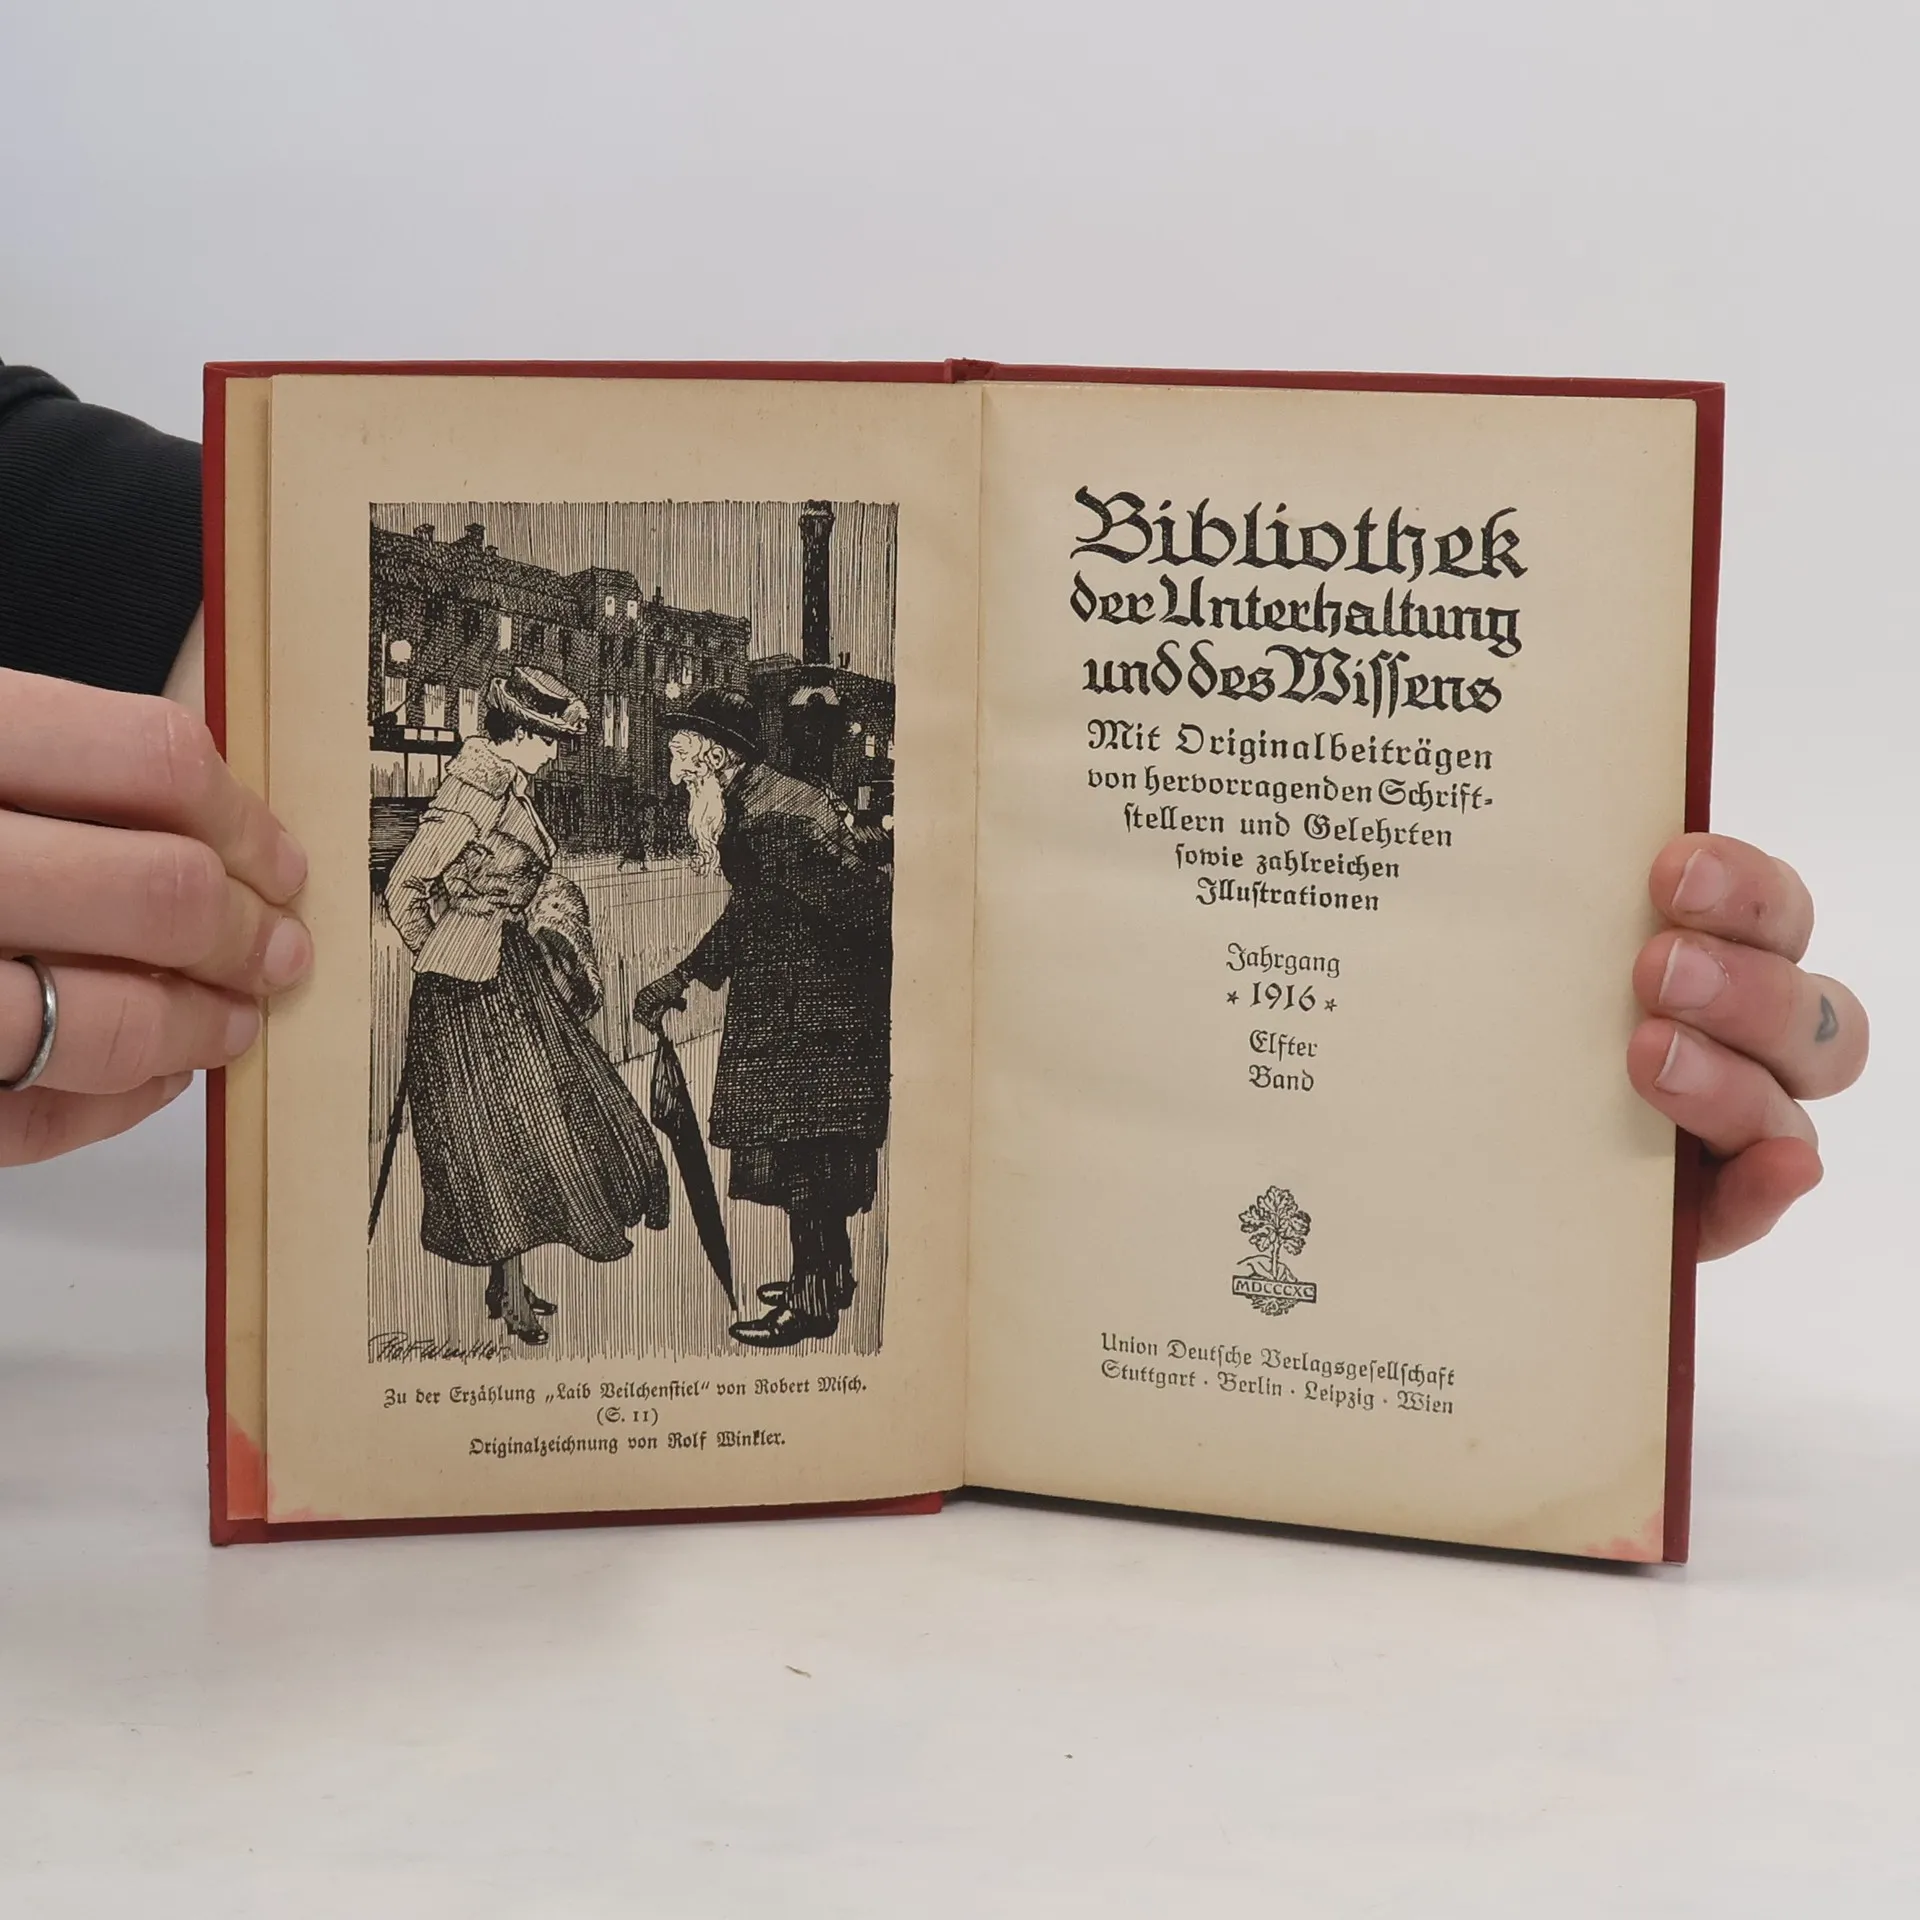 Rolf Winkler
Zu der Erzählung „Laib Veilchenſtiel“ von Robert Miſch.
(S. 11)
Originalzeichnung von Rolf Winkler.
Bibliothek
der Unterhaltung
und des Wiſſens
Mit Originalbeiträgen
von hervorragenden Schrift-
ſtellern und Gelehrten
ſowie zahlreichen
Illuſtrationen
Jahrgang
* 1916 *
Elfter
Band
MDCCCXC
Union Deutſche Verlagsgeſellſchaft
Stuttgart · Berlin · Leipzig · Wien